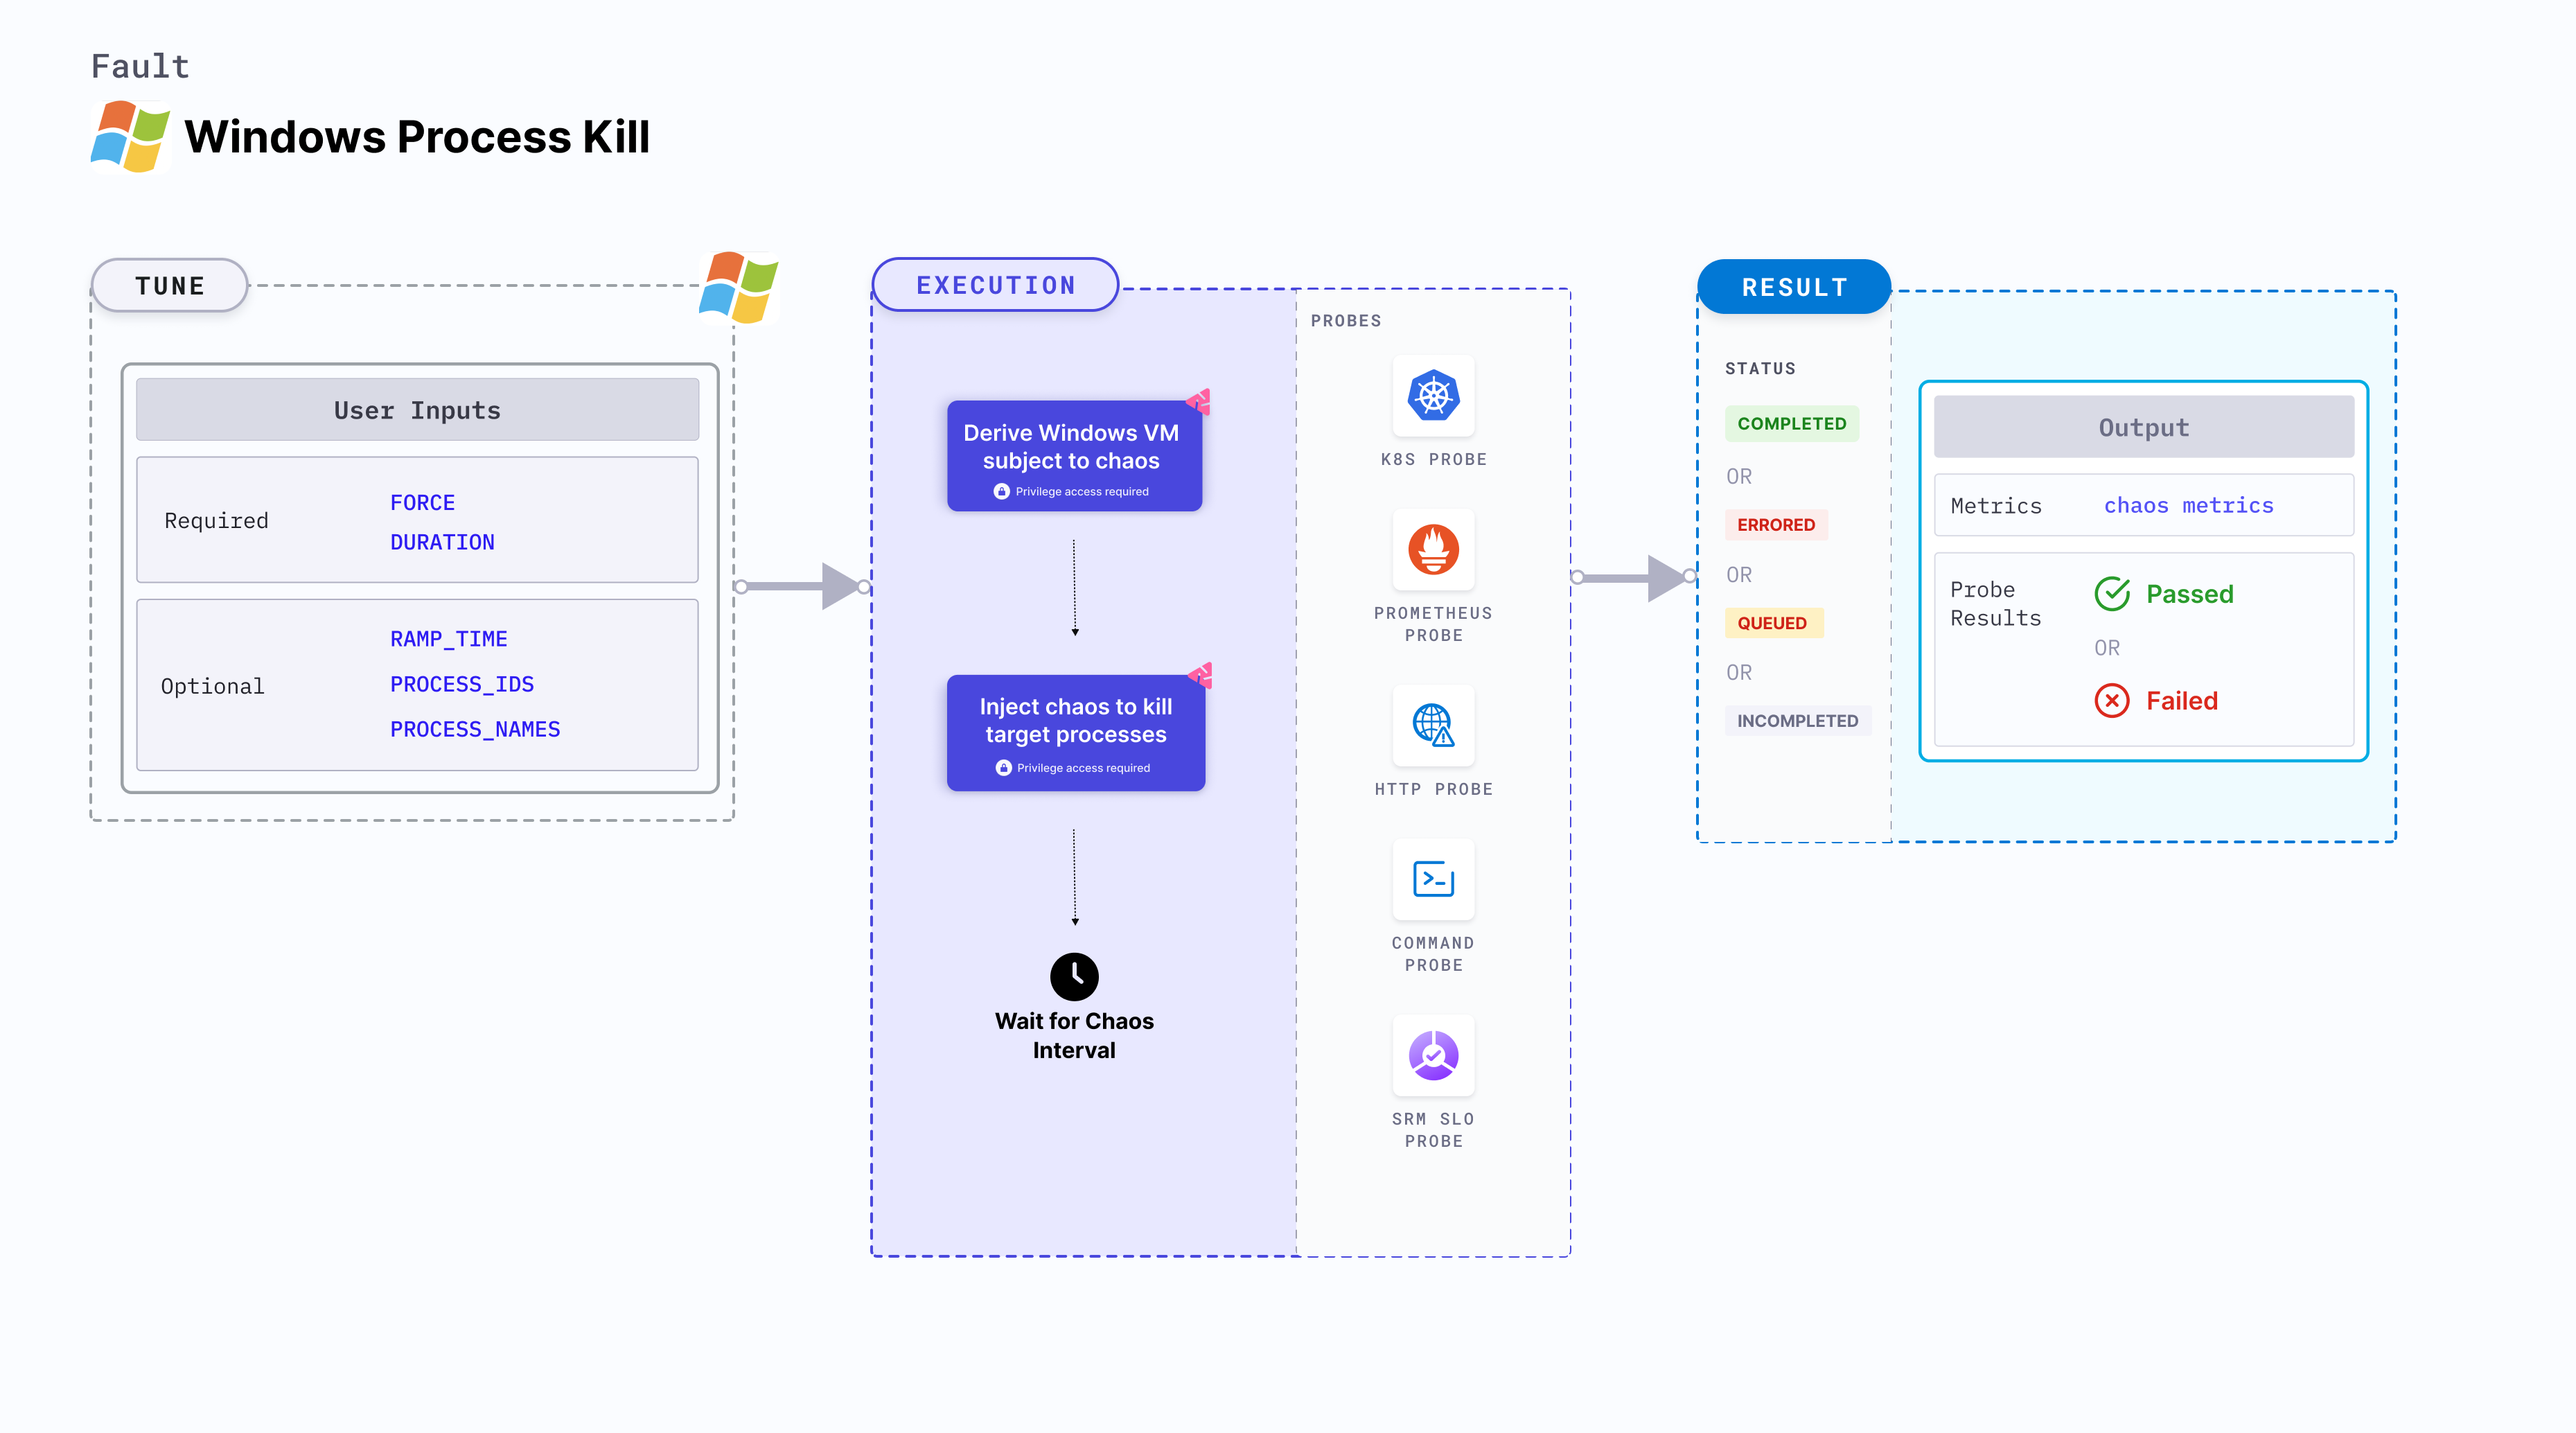 Fault
Windows Process Kill
TUNE
User Inputs
Required
FORCE
DURATION
Optional
RAMP_TIME
PROCESS_IDS
PROCESS_NAMES
EXECUTION
Derive Windows VM
subject to chaos
Privilege access required
Inject chaos to kill
target processes
Privilege access required
Wait for Chaos
Interval
PROBES
K8S PROBE
PROMETHEUS
PROBE
HTTP PROBE
COMMAND
PROBE
SRM SLO
PROBE
RESULT
STATUS
COMPLETED
OR
ERRORED
OR
QUEUED
OR
INCOMPLETED
Output
Metrics
chaos metrics
Probe
Results
Passed
OR
Failed